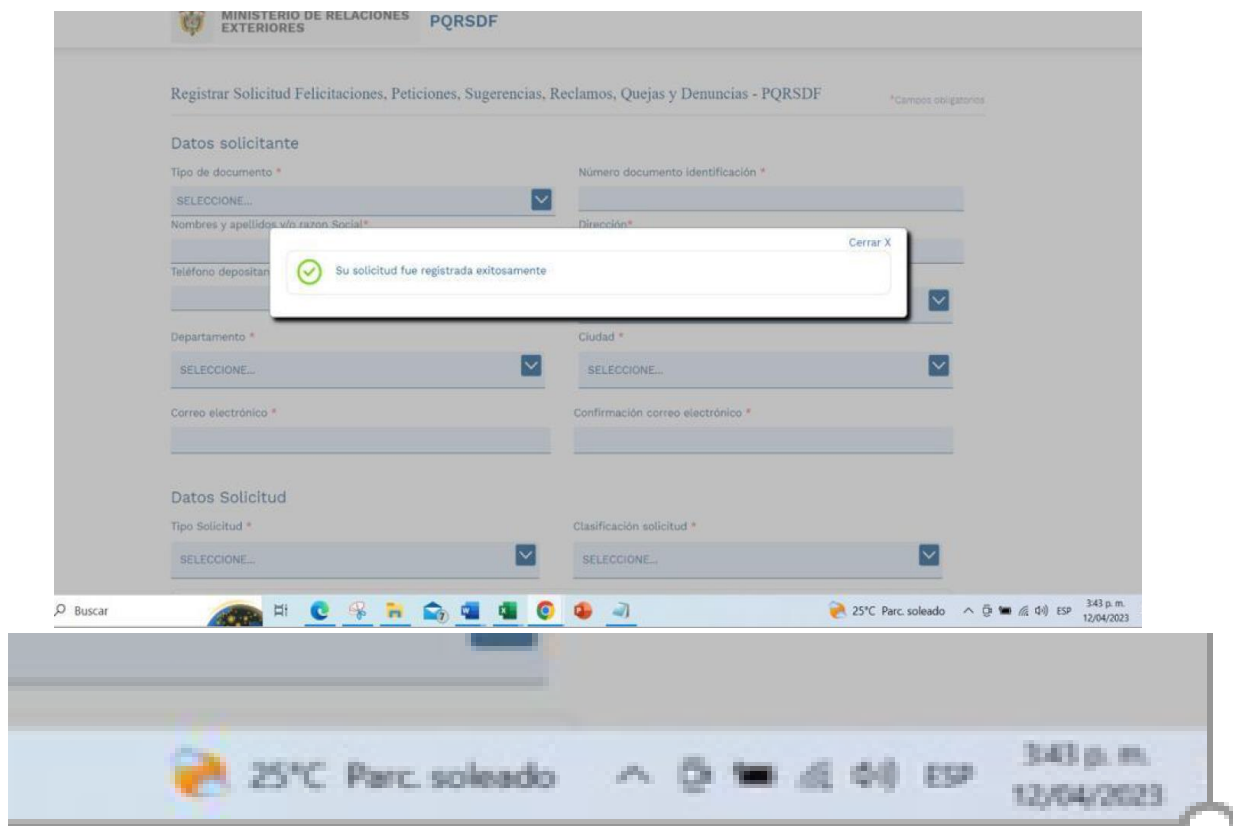 MINISTERIO DE RELACIONES
EXTERIORES
PQRSDF
Registrar Solicitud Felicitaciones, Peticiones, Sugerencias, Reclamos, Quejas y Denuncias - PQRSDF
*Campos obligatorios
Datos solicitante
Tipo de documento * Número documento identificación *
SELECCIONE...
Nombres y apellidos y/o razon Social* Dirección*
Cerrar X
Teléfono depositan
Su solicitud fue registrada exitosamente
Departamento * Ciudad *
SELECCIONE... SELECCIONE...
Correo electrónico * Confirmación correo electrónico *
Datos Solicitud
Tipo Solicitud * Clasificación solicitud *
SELECCIONE... SELECCIONE...
Buscar 25°C Parc. soleado ESP 3:43 p. m.
12/04/2023
25°C Parc. soleado ESP 3:43 p. m.
12/04/2023